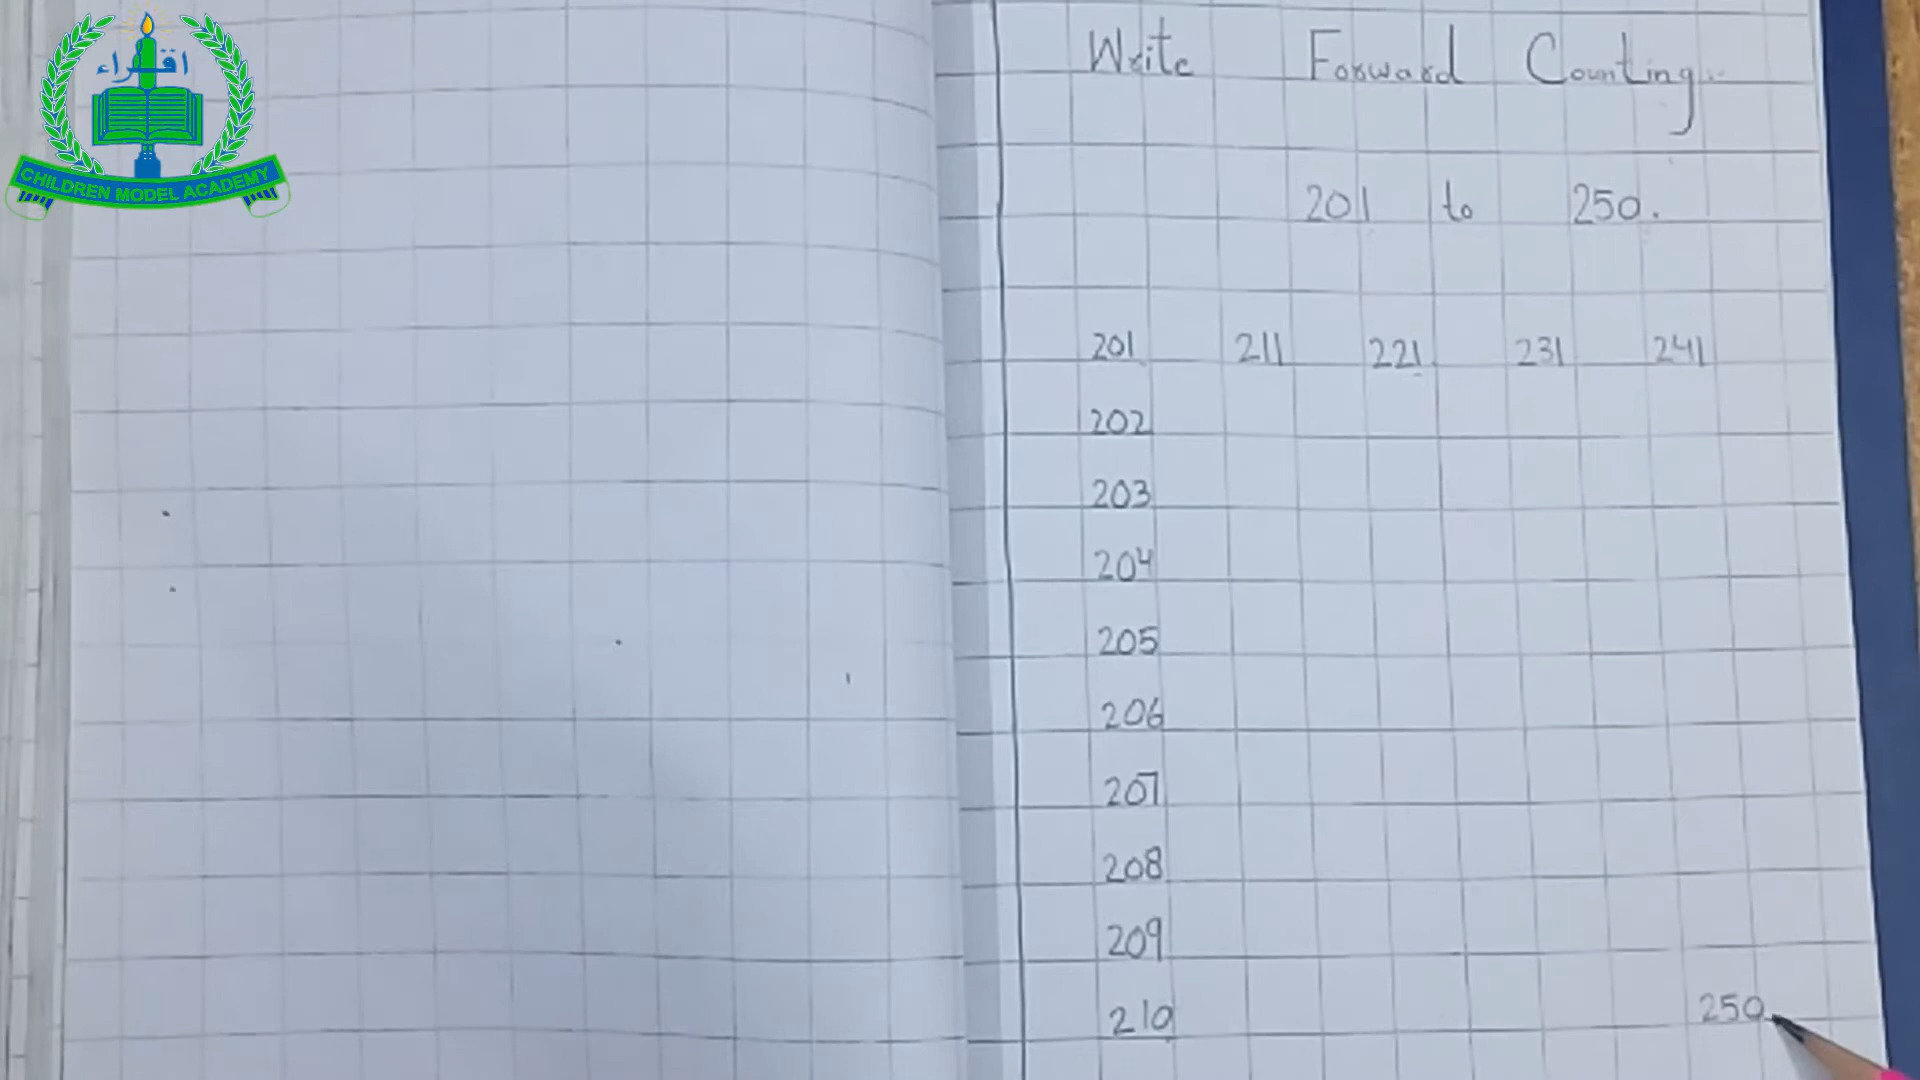 اقراء
CHILDREN MODEL ACADEMY
Write Forward Counting.
201 to 250.
201 211 221 231 241
202
203
204
205
206
207
208
209
210 250